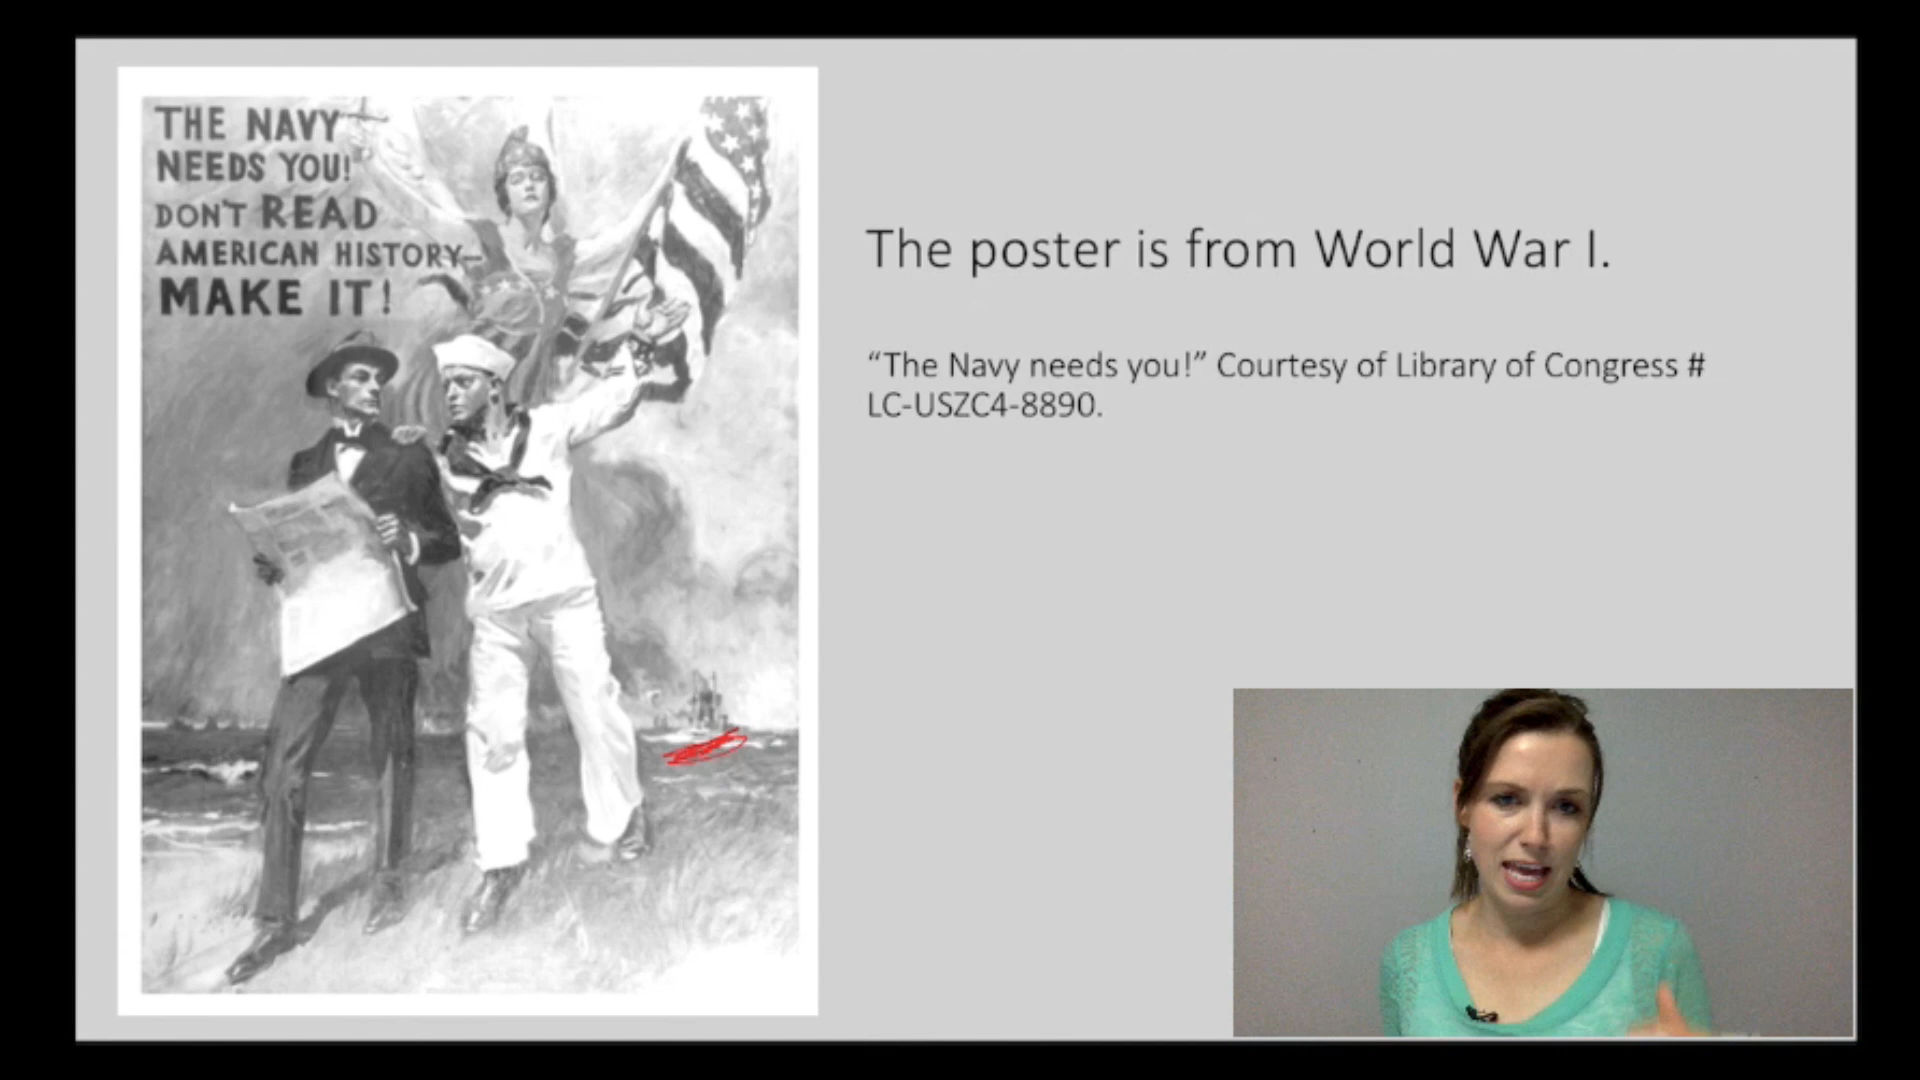 THE NAVY
NEEDS YOU!
DON'T READ
AMERICAN HISTORY—
MAKE IT!
The poster is from World War I.
“The Navy needs you!” Courtesy of Library of Congress #
LC-USZC4-8890.